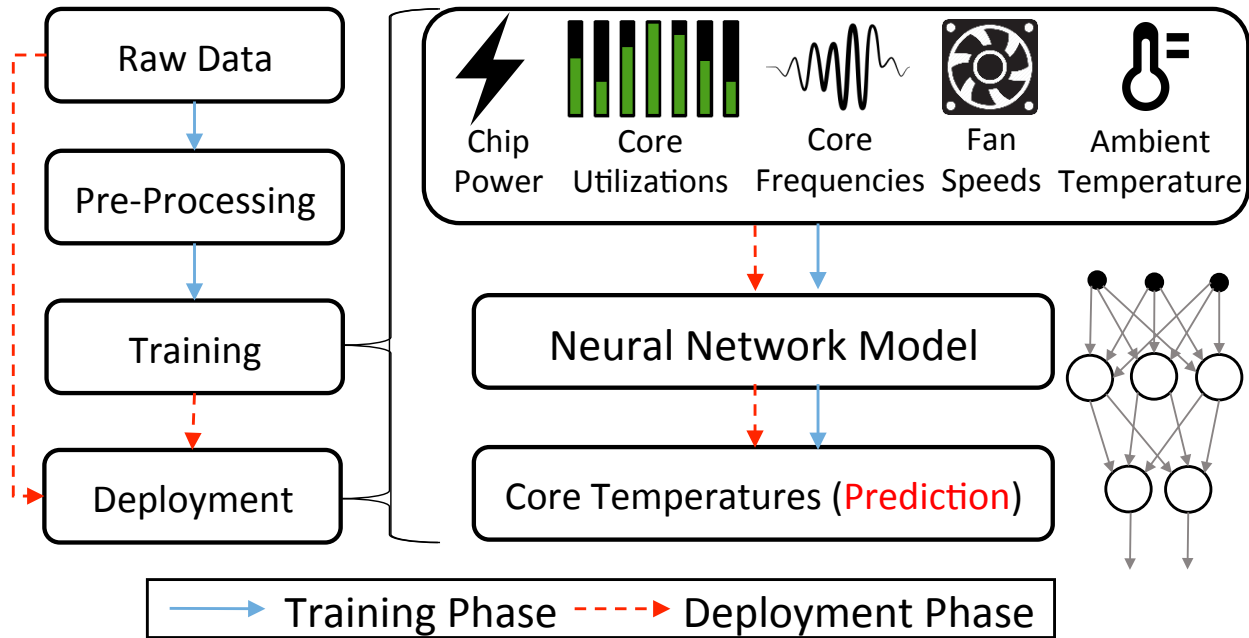 Raw Data
Pre-Processing
Training
Deployment
Chip
Power
Core
Utilizations
Core
Frequencies
Fan
Speeds
Ambient
Temperature
Neural Network Model
Core Temperatures (Prediction)
Training Phase
Deployment Phase